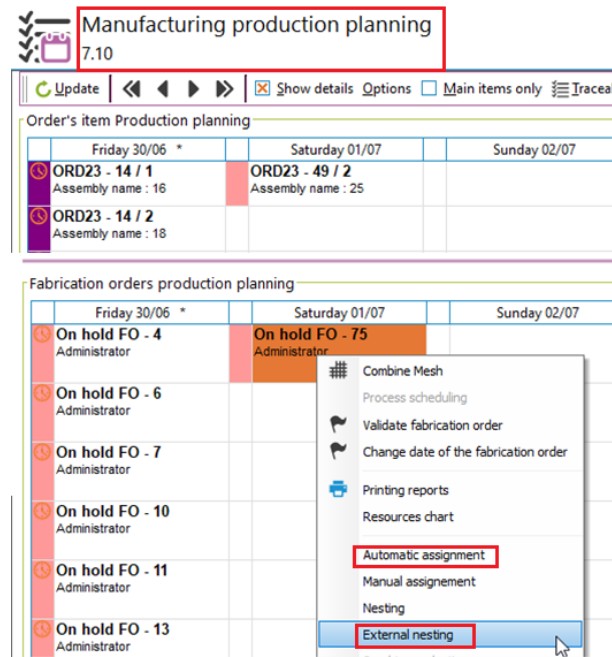 Manufacturing production planning
7.10
Update Show details Options Main items only
Order's item Production planning
Friday 30/06 * Saturday 01/07 Sunday 02/07
ORD23 - 14 / 1 ORD23 - 49 / 2
Assembly name : 16 Assembly name : 25
ORD23 - 14 / 2
Assembly name : 18
Fabrication orders production planning
Friday 30/06 * Saturday 01/07 Sunday 02/07
On hold FO - 4 On hold FO - 75
Administrator Administrator
Combine Mesh
Process scheduling
On hold FO - 6
Administrator
Validate fabrication order
Change date of the fabrication order
On hold FO - 7
Administrator
Printing reports
Resources chart
On hold FO - 10
Administrator
Automatic assignment
On hold FO - 11
Administrator
Manual assignement
Nesting
On hold FO - 13
Administrator
External nesting